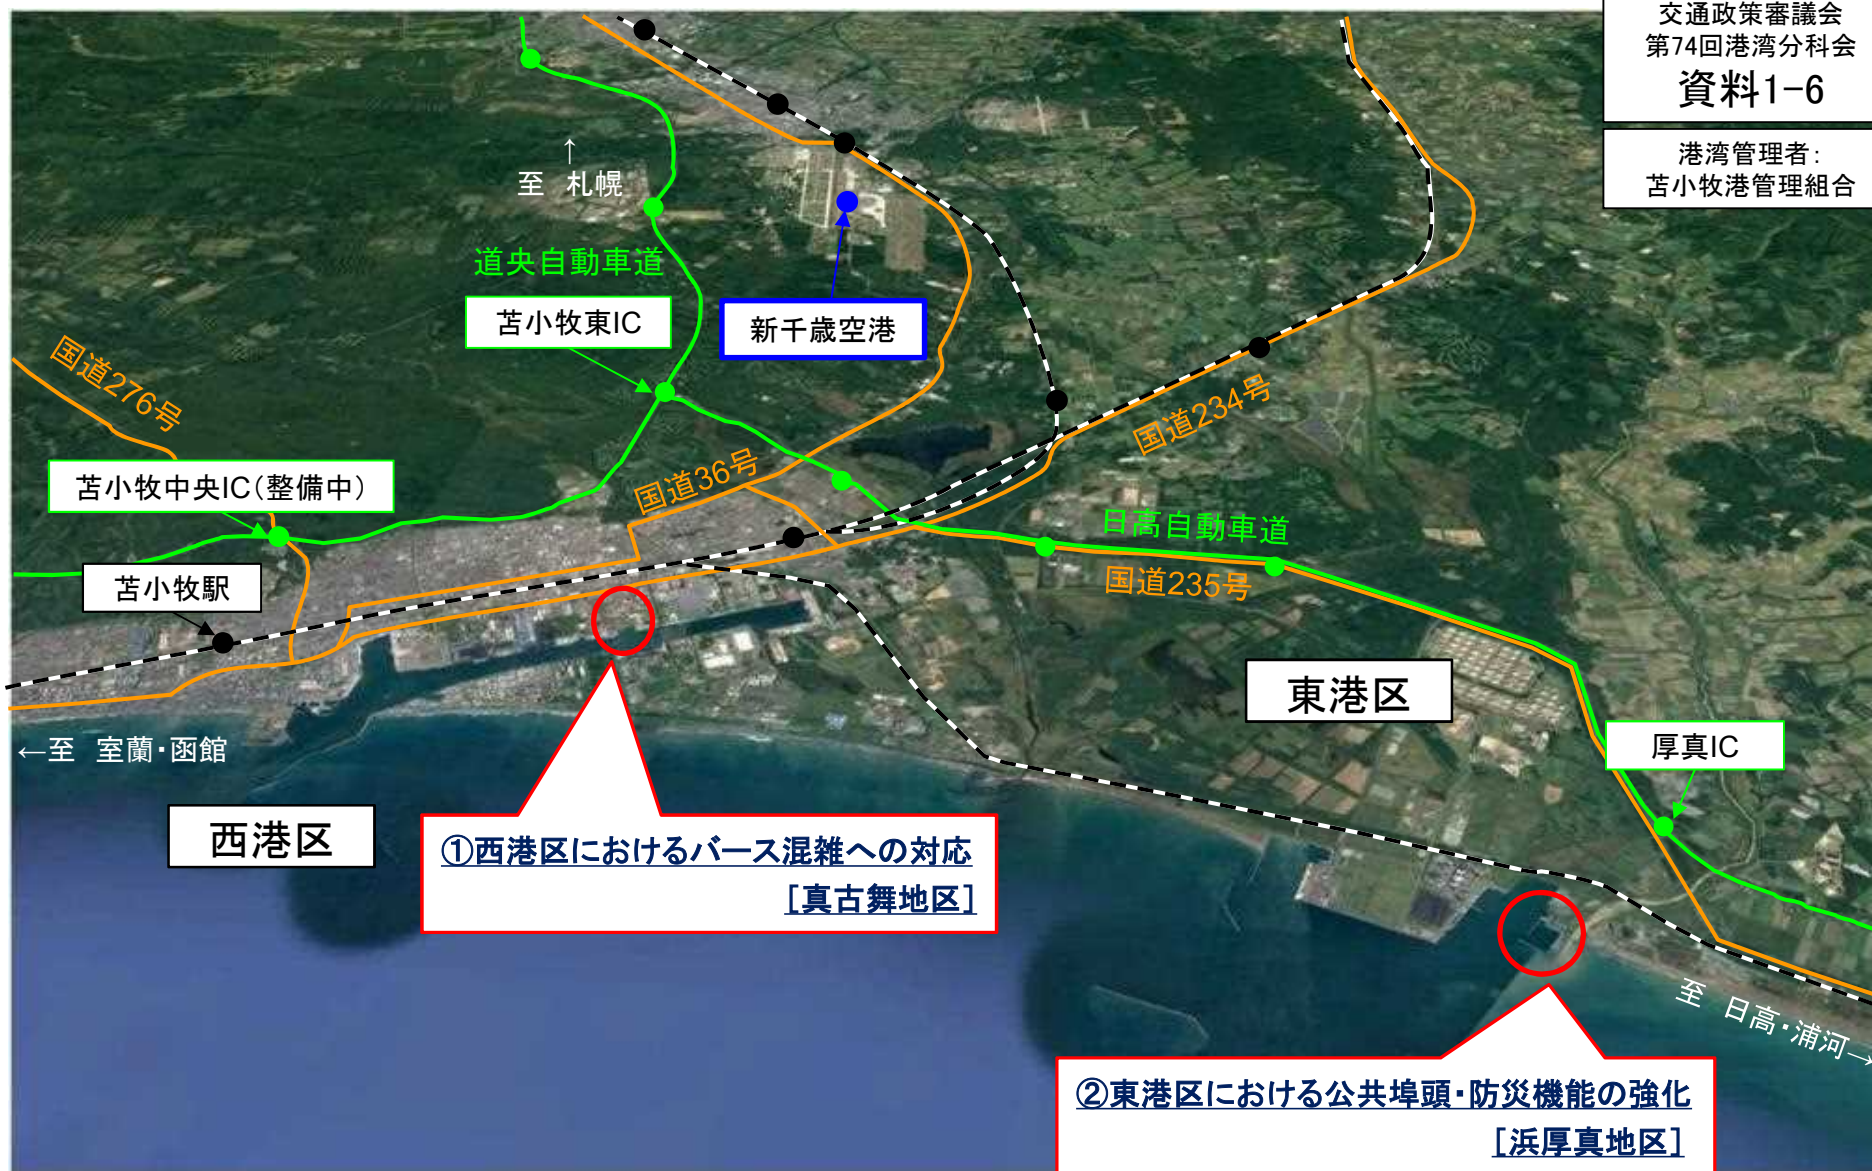 交通政策審議会
第74回港湾分科会
資料1-6
港湾管理者：
苫小牧港管理組合
↑
至　札幌
道央自動車道
苫小牧東IC
新千歳空港
国道276号
国道234号
苫小牧中央IC（整備中）
国道36号
日高自動車道
国道235号
苫小牧駅
東港区
←至　室蘭・函館
厚真IC
西港区
①西港区におけるバース混雑への対応
［真古舞地区］
至　日高・浦河→
②東港区における公共埠頭・防災機能の強化
［浜厚真地区］